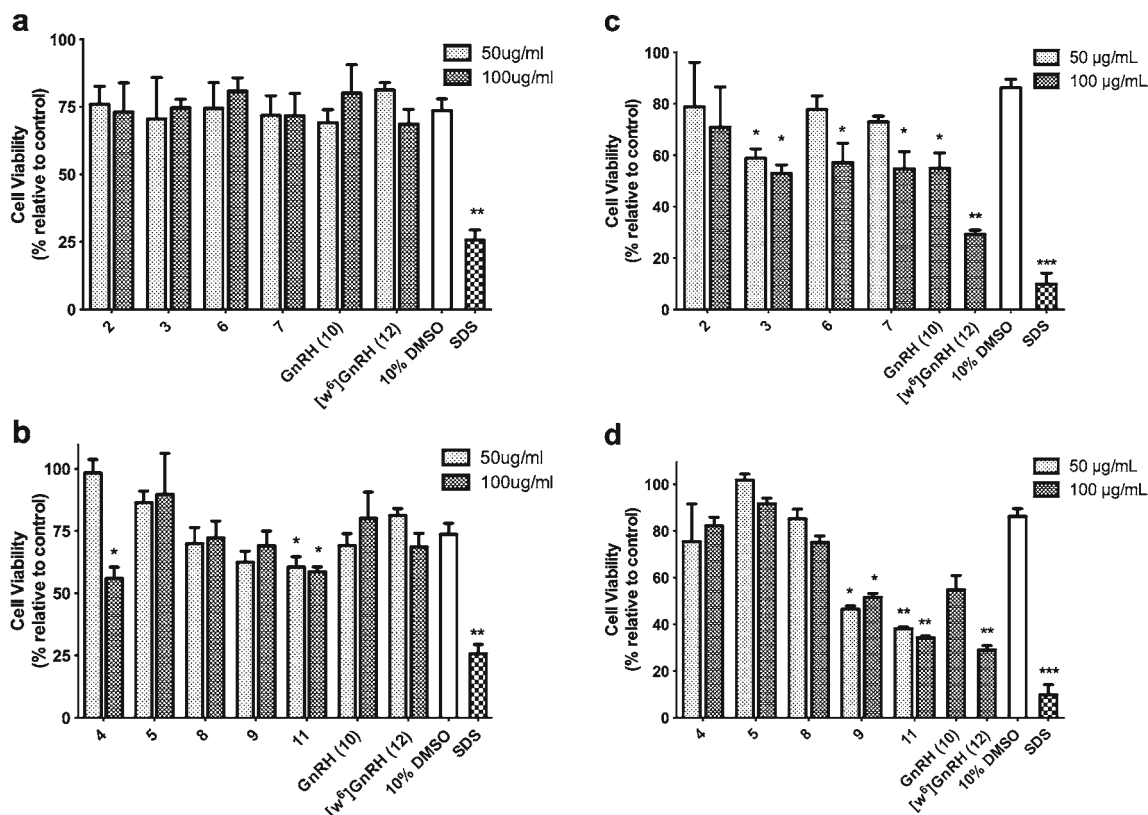 a
100
75
50
25
0
Cell Viability
(% relative to control)
50ug/ml
100ug/ml
**
2
3
6
7
GnRH (10)
[w⁶]GnRH (12)
10% DMSO
SDS
c
100
80
60
40
20
0
Cell Viability
(% relative to control)
50 µg/mL
100 µg/mL
*
*
*
*
*
**
***
2
3
6
7
GnRH (10)
[w⁶]GnRH (12)
10% DMSO
SDS
b
100
75
50
25
0
Cell Viability
(% relative to control)
50ug/ml
100ug/ml
*
*
*
**
4
5
8
9
11
GnRH (10)
[w⁶]GnRH (12)
10% DMSO
SDS
d
100
80
60
40
20
0
Cell Viability
(% relative to control)
50 µg/mL
100 µg/mL
*
*
**
**
**
***
4
5
8
9
11
GnRH (10)
[w⁶]GnRH (12)
10% DMSO
SDS